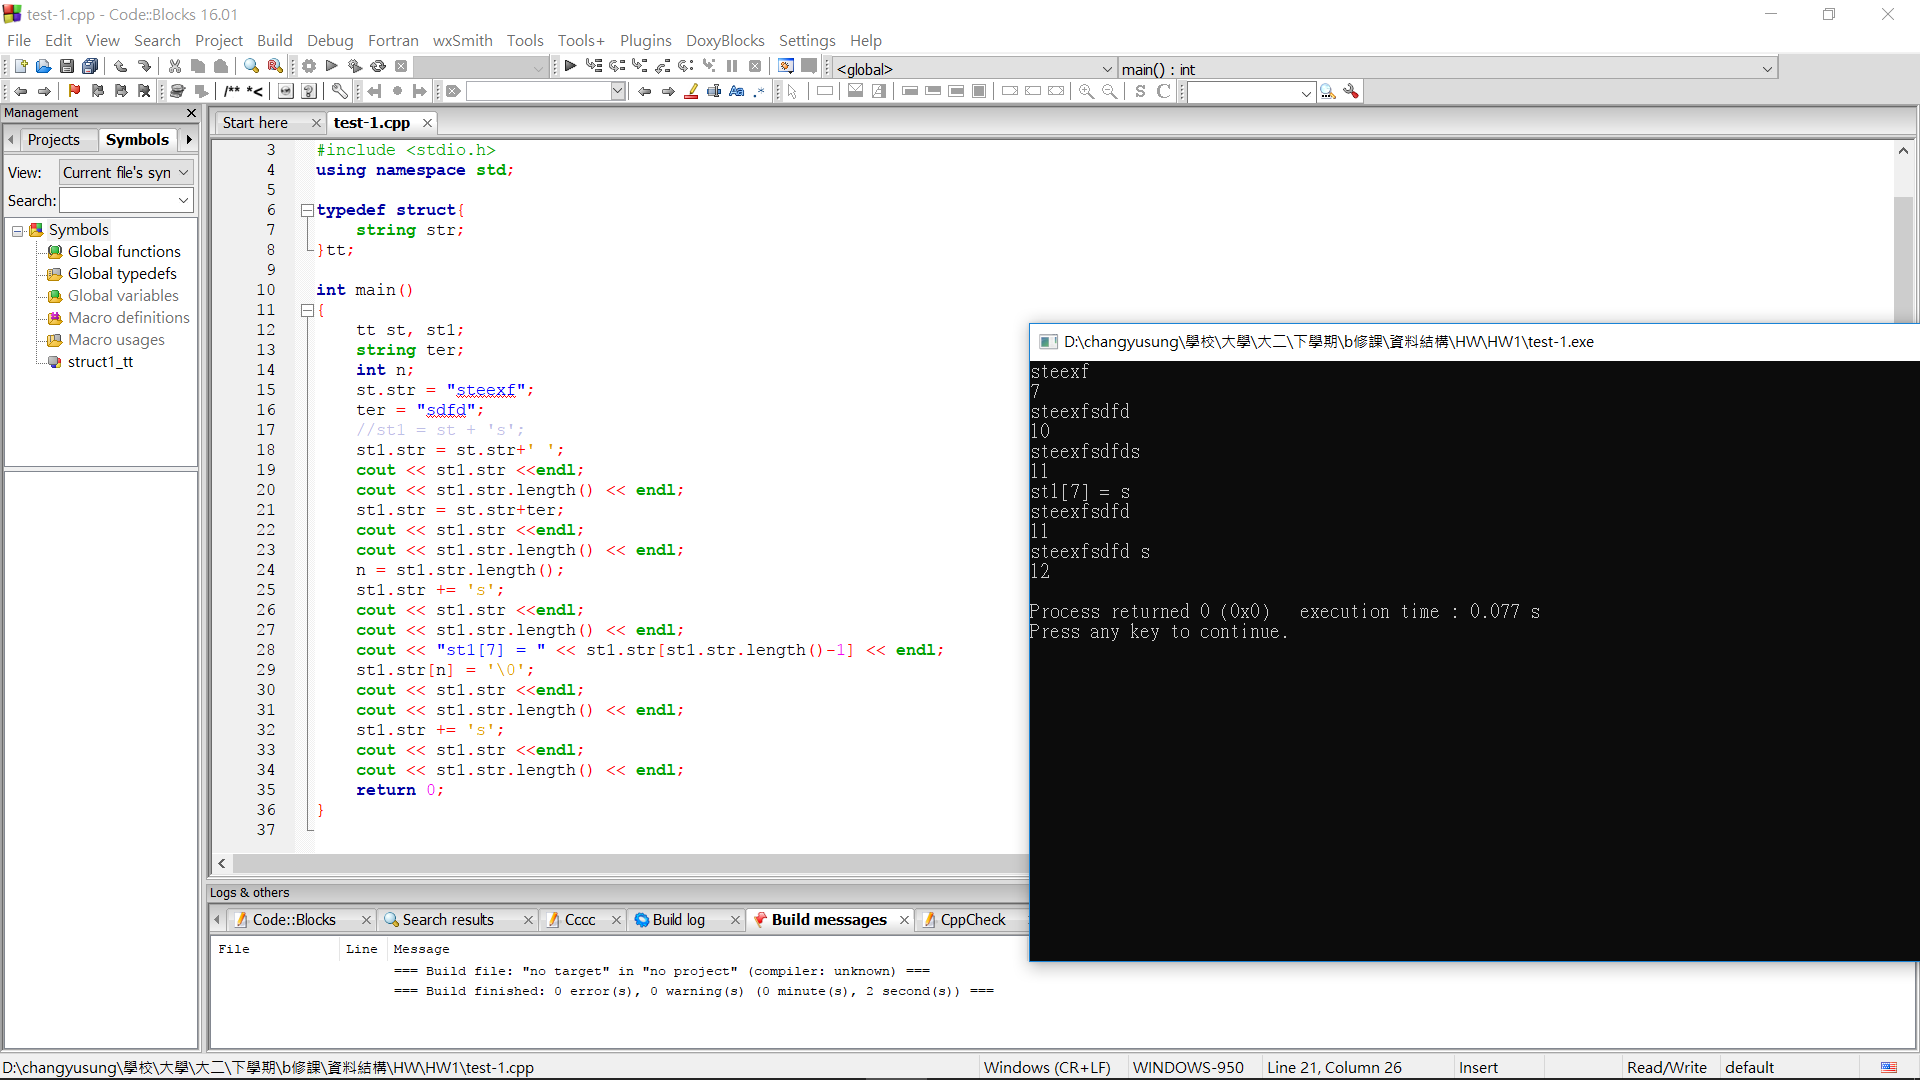 test-1.cpp - Code::Blocks 16.01
File Edit View Search Project Build Debug Fortran wxSmith Tools Tools+ Plugins DoxyBlocks Settings Help
<global> main() : int
/** *<
S C
Management
Projects Symbols
View: Current file's syn
Search:
Symbols
Global functions
Global typedefs
Global variables
Macro definitions
Macro usages
struct1_tt
Start here test-1.cpp
3 #include <stdio.h>
4 using namespace std;
5
6 typedef struct{
7 string str;
8 }tt;
9
10 int main()
11 {
12 tt st, st1;
13 string ter;
14 int n;
15 st.str = "steexf";
16 ter = "sdfd";
17 //st1 = st + 's';
18 st1.str = st.str+' ';
19 cout << st1.str <<endl;
20 cout << st1.str.length() << endl;
21 st1.str = st.str+ter;
22 cout << st1.str <<endl;
23 cout << st1.str.length() << endl;
24 n = st1.str.length();
25 st1.str += 's';
26 cout << st1.str <<endl;
27 cout << st1.str.length() << endl;
28 cout << "st1[7] = " << st1.str[st1.str.length()-1] << endl;
29 st1.str[n] = '\0';
30 cout << st1.str <<endl;
31 cout << st1.str.length() << endl;
32 st1.str += 's';
33 cout << st1.str <<endl;
34 cout << st1.str.length() << endl;
35 return 0;
36 }
37
D:\changyusung\學校\大學\大二\下學期\b修課\資料結構\HW\HW1\test-1.exe
steexf
7
steexfsdfd
10
steexfsdfds
11
st1[7] = s
steexfsdfd
11
steexfsdfd s
12
Process returned 0 (0x0) execution time : 0.077 s
Press any key to continue.
Logs & others
Code::Blocks Search results Cccc Build log Build messages CppCheck
File Line Message
=== Build file: "no target" in "no project" (compiler: unknown) ===
=== Build finished: 0 error(s), 0 warning(s) (0 minute(s), 2 second(s)) ===
D:\changyusung\學校\大學\大二\下學期\b修課\資料結構\HW\HW1\test-1.cpp Windows (CR+LF) WINDOWS-950 Line 21, Column 26 Insert Read/Write default